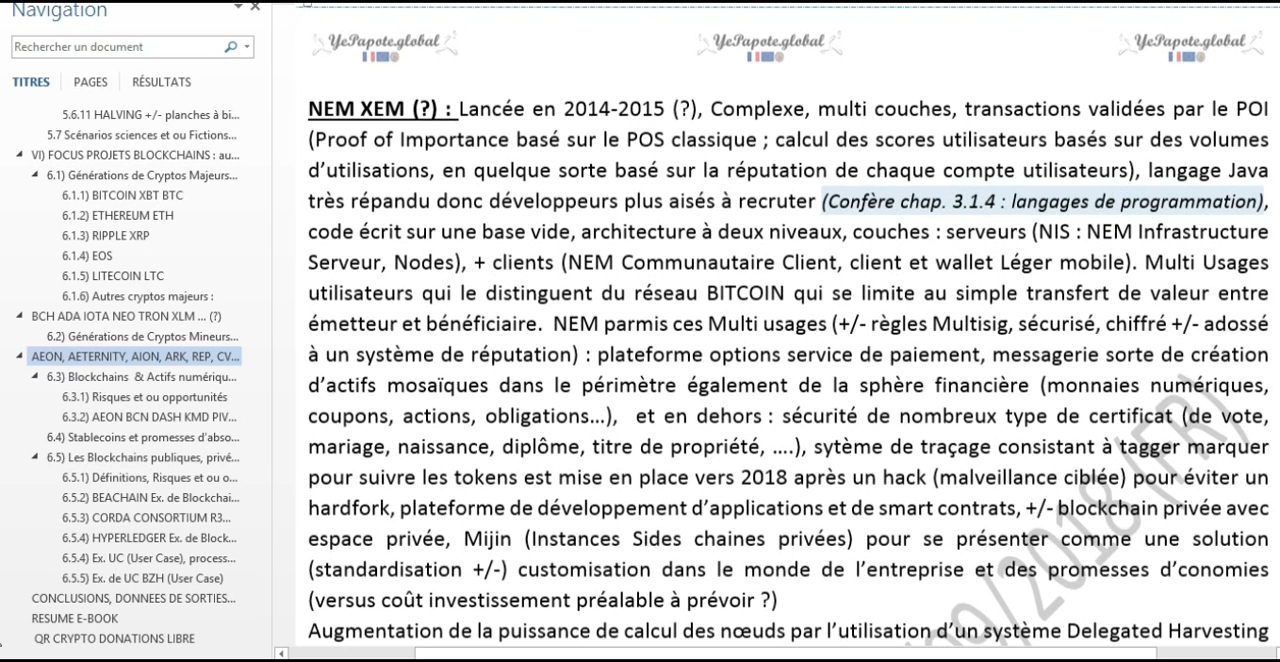 Navigation
Rechercher un document
TITRES PAGES RÉSULTATS
5.6.11 HALVING +/- planches à bi...
5.7 Scénarios sciences et ou Fictions...
VI) FOCUS PROJETS BLOCKCHAINS : au...
6.1) Générations de Cryptos Majeurs...
6.1.1) BITCOIN XBT BTC
6.1.2) ETHEREUM ETH
6.1.3) RIPPLE XRP
6.1.4) EOS
6.1.5) LITECOIN LTC
6.1.6) Autres cryptos majeurs :
BCH ADA IOTA NEO TRON XLM ... (?)
6.2) Générations de Cryptos Mineurs...
AEON, AETERNITY, AION, ARK, REP, CV...
6.3) Blockchains & Actifs numériqu...
6.3.1) Risques et ou opportunités
6.3.2) AEON BCN DASH KMD PIV...
6.4) Stablecoins et promesses d'abso...
6.5) Les Blockchains publiques, privé...
6.5.1) Définitions, Risques et ou o...
6.5.2) BEACHAIN Ex. de Blockchai...
6.5.3) CORDA CONSORTIUM R3...
6.5.4) HYPERLEDGER Ex. de Block...
6.5.4) Ex. UC (User Case), process...
6.5.5) Ex. de UC BZH (User Case)
CONCLUSIONS, DONNEES DE SORTIES...
RESUME E-BOOK
QR CRYPTO DONATIONS LIBRE
YePapote.global YePapote.global YePapote.global
NEM XEM (?) : Lancée en 2014-2015 (?), Complexe, multi couches, transactions validées par le POI
(Proof of Importance basé sur le POS classique ; calcul des scores utilisateurs basés sur des volumes
d'utilisations, en quelque sorte basé sur la réputation de chaque compte utilisateurs), langage Java
très répandu donc développeurs plus aisés à recruter (Confère chap. 3.1.4 : langages de programmation),
code écrit sur une base vide, architecture à deux niveaux, couches : serveurs (NIS : NEM Infrastructure
Serveur, Nodes), + clients (NEM Communautaire Client, client et wallet Léger mobile). Multi Usages
utilisateurs qui le distinguent du réseau BITCOIN qui se limite au simple transfert de valeur entre
émetteur et bénéficiaire. NEM parmis ces Multi usages (+/- règles Multisig, sécurisé, chiffré +/- adossé
à un système de réputation) : plateforme options service de paiement, messagerie sorte de création
d'actifs mosaïques dans le périmètre également de la sphère financière (monnaies numériques,
coupons, actions, obligations...), et en dehors : sécurité de nombreux type de certificat (de vote,
mariage, naissance, diplôme, titre de propriété, ....), sytème de traçage consistant à tagger marquer
pour suivre les tokens est mise en place vers 2018 après un hack (malveillance ciblée) pour éviter un
hardfork, plateforme de développement d'applications et de smart contrats, +/- blockchain privée avec
espace privée, Mijin (Instances Sides chaines privées) pour se présenter comme une solution
(standardisation +/-) customisation dans le monde de l'entreprise et des promesses d'conomies
(versus coût investissement préalable à prévoir ?)
Augmentation de la puissance de calcul des nœuds par l'utilisation d'un système Delegated Harvesting
09/2018 (FR)